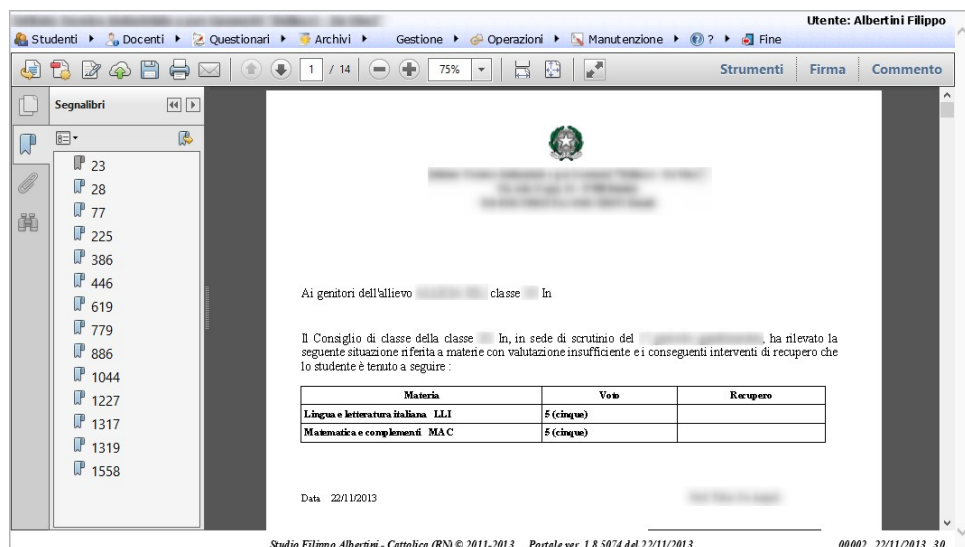 Utente: Albertini Filippo
Studenti Docenti Questionari Archivi Gestione Operazioni Manutenzione ? Fine
1 / 14 75% Strumenti Firma Commento
Segnalibri
23
28
77
225
386
446
619
779
886
1044
1227
1317
1319
1558
Ai genitori dell'allievo classe In
Il Consiglio di classe della classe In, in sede di scrutinio del , ha rilevato la
seguente situazione riferita a materie con valutazione insufficiente e i conseguenti interventi di recupero che
lo studente è tenuto a seguire :
Materia Voto Recupero
Lingua e letteratura italiana LLI 5 (cinque)
Matematica e complementi MAC 5 (cinque)
Data 22/11/2013
Studio Filippo Albertini - Cattolica (RN) © 2011-2013 Portale ver. 1.8.5074 del 22/11/2013 00002 22/11/2013 3.0